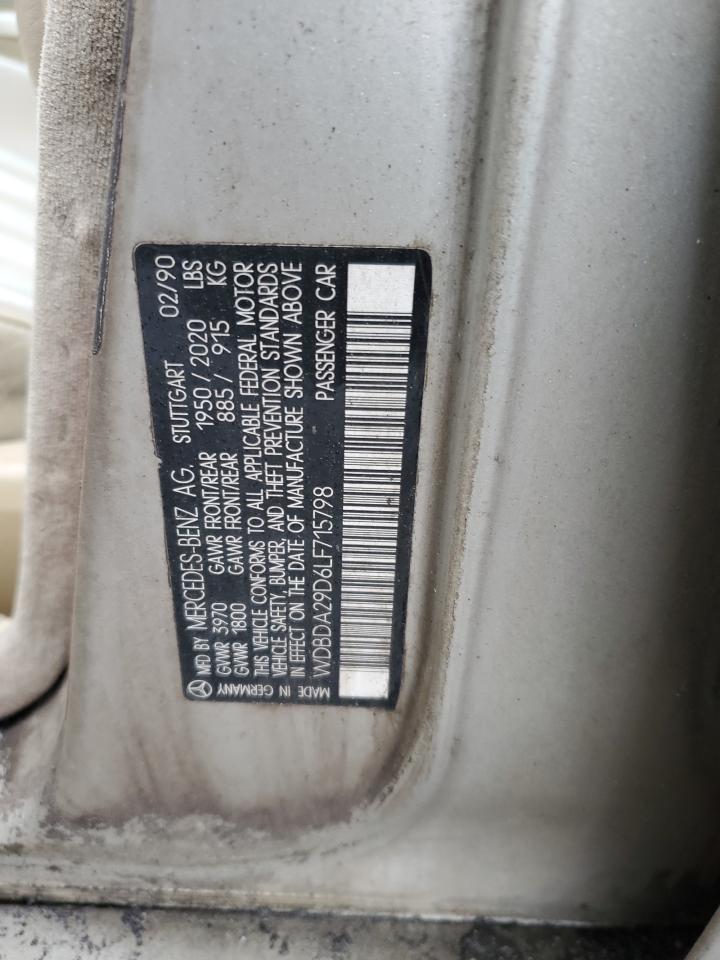 MFD BY MERCEDES-BENZ AG. STUTTGART 02/90
GVWR 3970 GAWR FRONT/REAR 1950/2020 LBS
GVWR 1800 GAWR FRONT/REAR 885/915 KG
THIS VEHICLE CONFORMS TO ALL APPLICABLE FEDERAL MOTOR
VEHICLE SAFETY, BUMPER, AND THEFT PREVENTION STANDARDS
IN EFFECT ON THE DATE OF MANUFACTURE SHOWN ABOVE
WDBDA29D6LF715798 PASSENGER CAR
MADE IN GERMANY